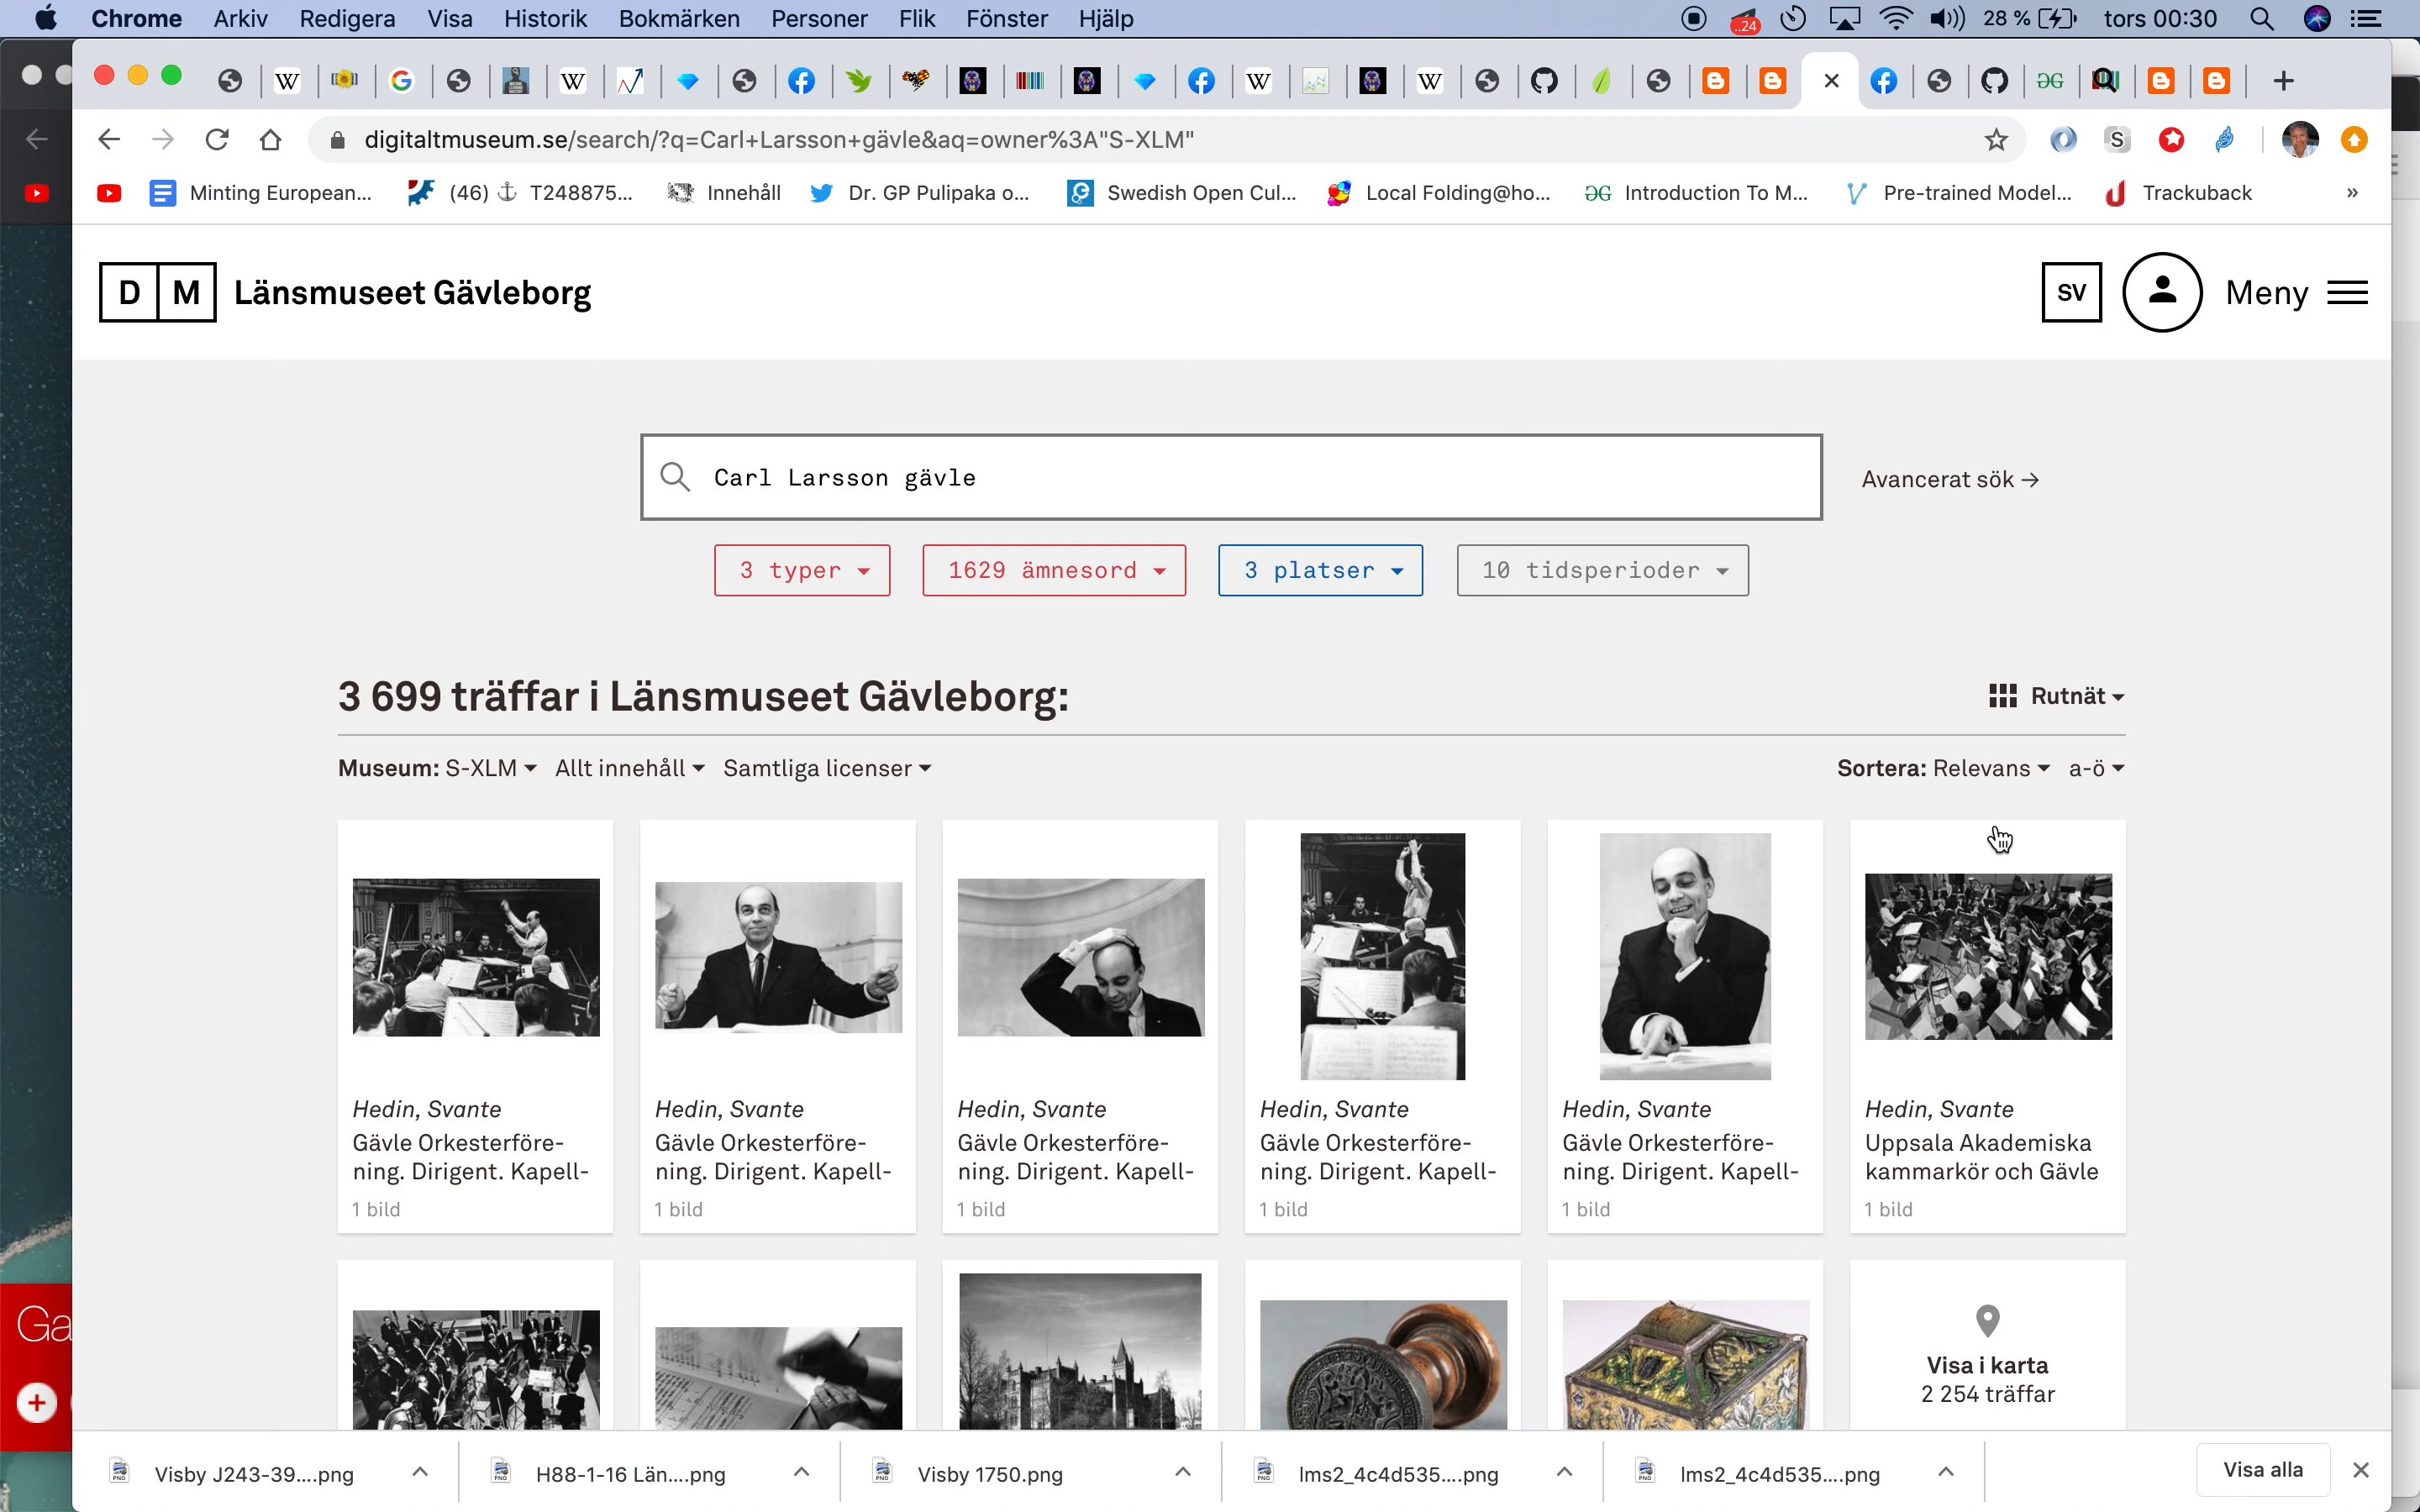 Chrome Arkiv Redigera Visa Historik Bokmärken Personer Flik Fönster Hjälp ..24 28 % tors 00:30
digitaltmuseum.se/search/?q=Carl+Larsson+gävle&aq=owner%3A"S-XLM"
Minting European... (46) ⚓ T248875... Innehåll Dr. GP Pulipaka o... Swedish Open Cul... Local Folding@ho... Introduction To M... Pre-trained Model... Trackuback »
D M Länsmuseet Gävleborg SV Meny
Carl Larsson gävle Avancerat sök →
3 typer 1629 ämnesord 3 platser 10 tidsperioder
3 699 träffar i Länsmuseet Gävleborg: Rutnät
Museum: S-XLM Allt innehåll Samtliga licenser Sortera: Relevans a-ö
Hedin, Svante
Gävle Orkesterföre-
ning. Dirigent. Kapell-
1 bild
Hedin, Svante
Gävle Orkesterföre-
ning. Dirigent. Kapell-
1 bild
Hedin, Svante
Gävle Orkesterföre-
ning. Dirigent. Kapell-
1 bild
Hedin, Svante
Gävle Orkesterföre-
ning. Dirigent. Kapell-
1 bild
Hedin, Svante
Gävle Orkesterföre-
ning. Dirigent. Kapell-
1 bild
Hedin, Svante
Uppsala Akademiska
kammarkör och Gävle
1 bild
Visa i karta
2 254 träffar
Ga
Visby J243-39....png H88-1-16 Län....png Visby 1750.png lms2_4c4d535....png lms2_4c4d535....png Visa alla